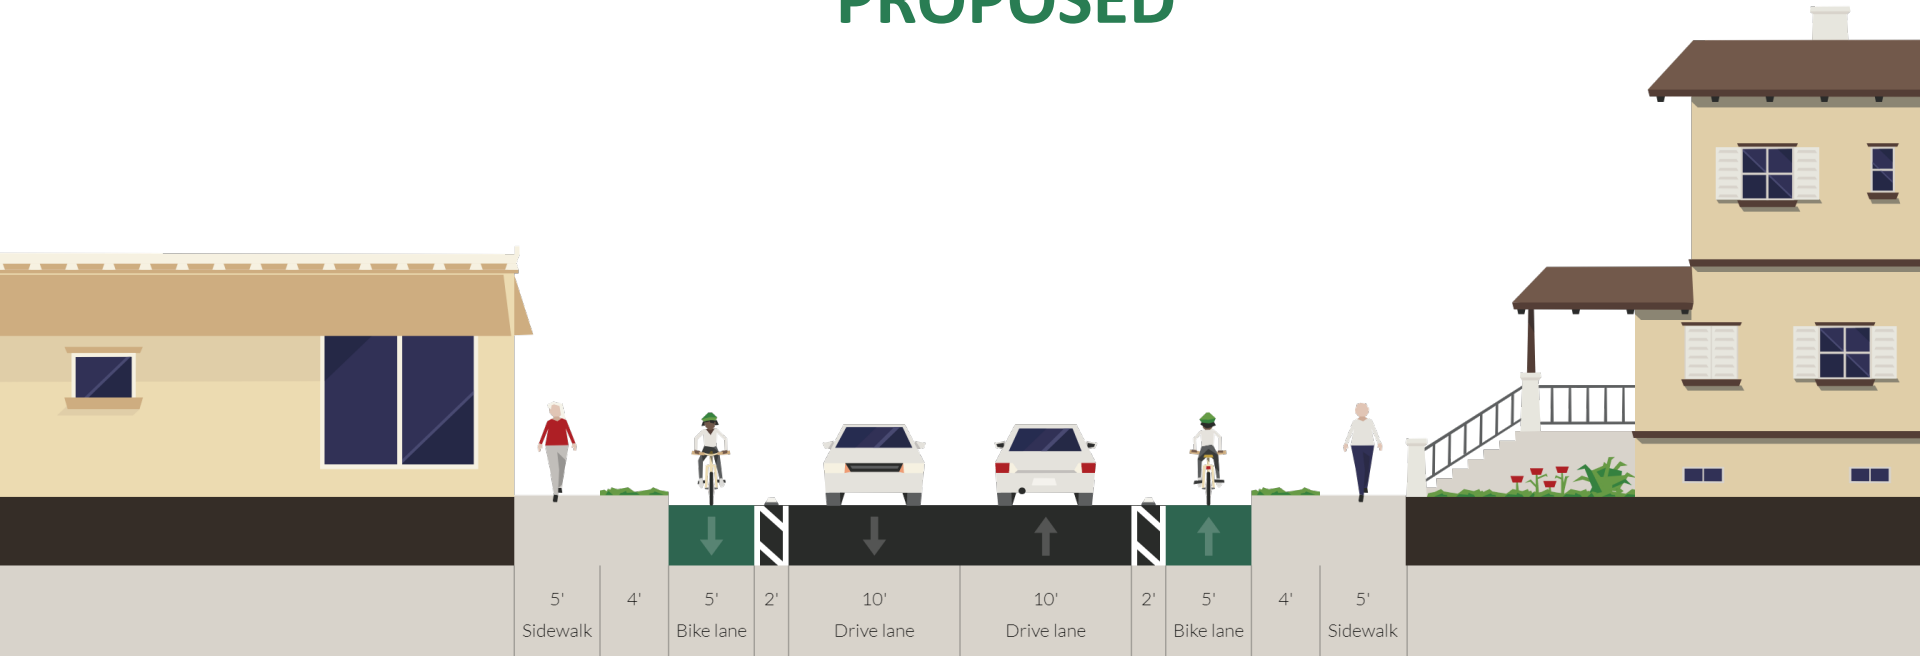 PROPOSED
5' 4' 5' 2' 10' 10' 2' 5' 4' 5'
Sidewalk Bike lane Drive lane Drive lane Bike lane Sidewalk